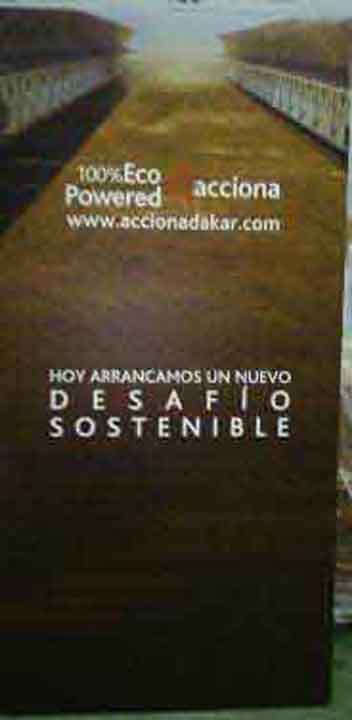 100%Eco
Powered
acciona
www.accionadakar.com
HOY ARRANCAMOS UN NUEVO
DESAFÍO
SOSTENIBLE